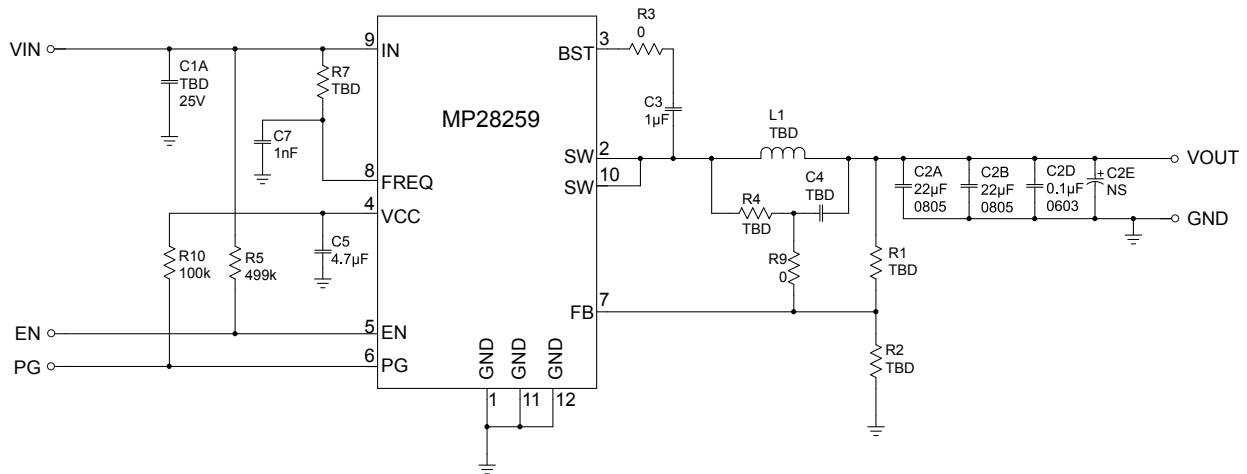 VIN
C1A
TBD
25V
R7
TBD
C7
1nF
9
IN
8
FREQ
4
VCC
R10
100k
R5
499k
C5
4.7µF
EN
5
EN
PG
6
PG
MP28259
GND
GND
GND
1
11
12
3
BST
R3
0
C3
1µF
SW
2
SW
10
L1
TBD
R4
TBD
C4
TBD
R9
0
FB
7
R1
TBD
R2
TBD
C2A
22µF
0805
C2B
22µF
0805
C2D
0.1µF
0603
+
C2E
NS
VOUT
GND